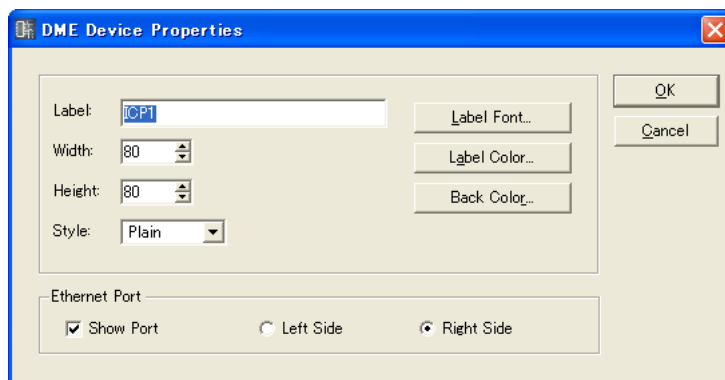 DME Device Properties
Label: ICP1
Label Font...
OK
Width: 80
Label Color...
Cancel
Height: 80
Back Color...
Style: Plain
Ethernet Port
Show Port Left Side Right Side